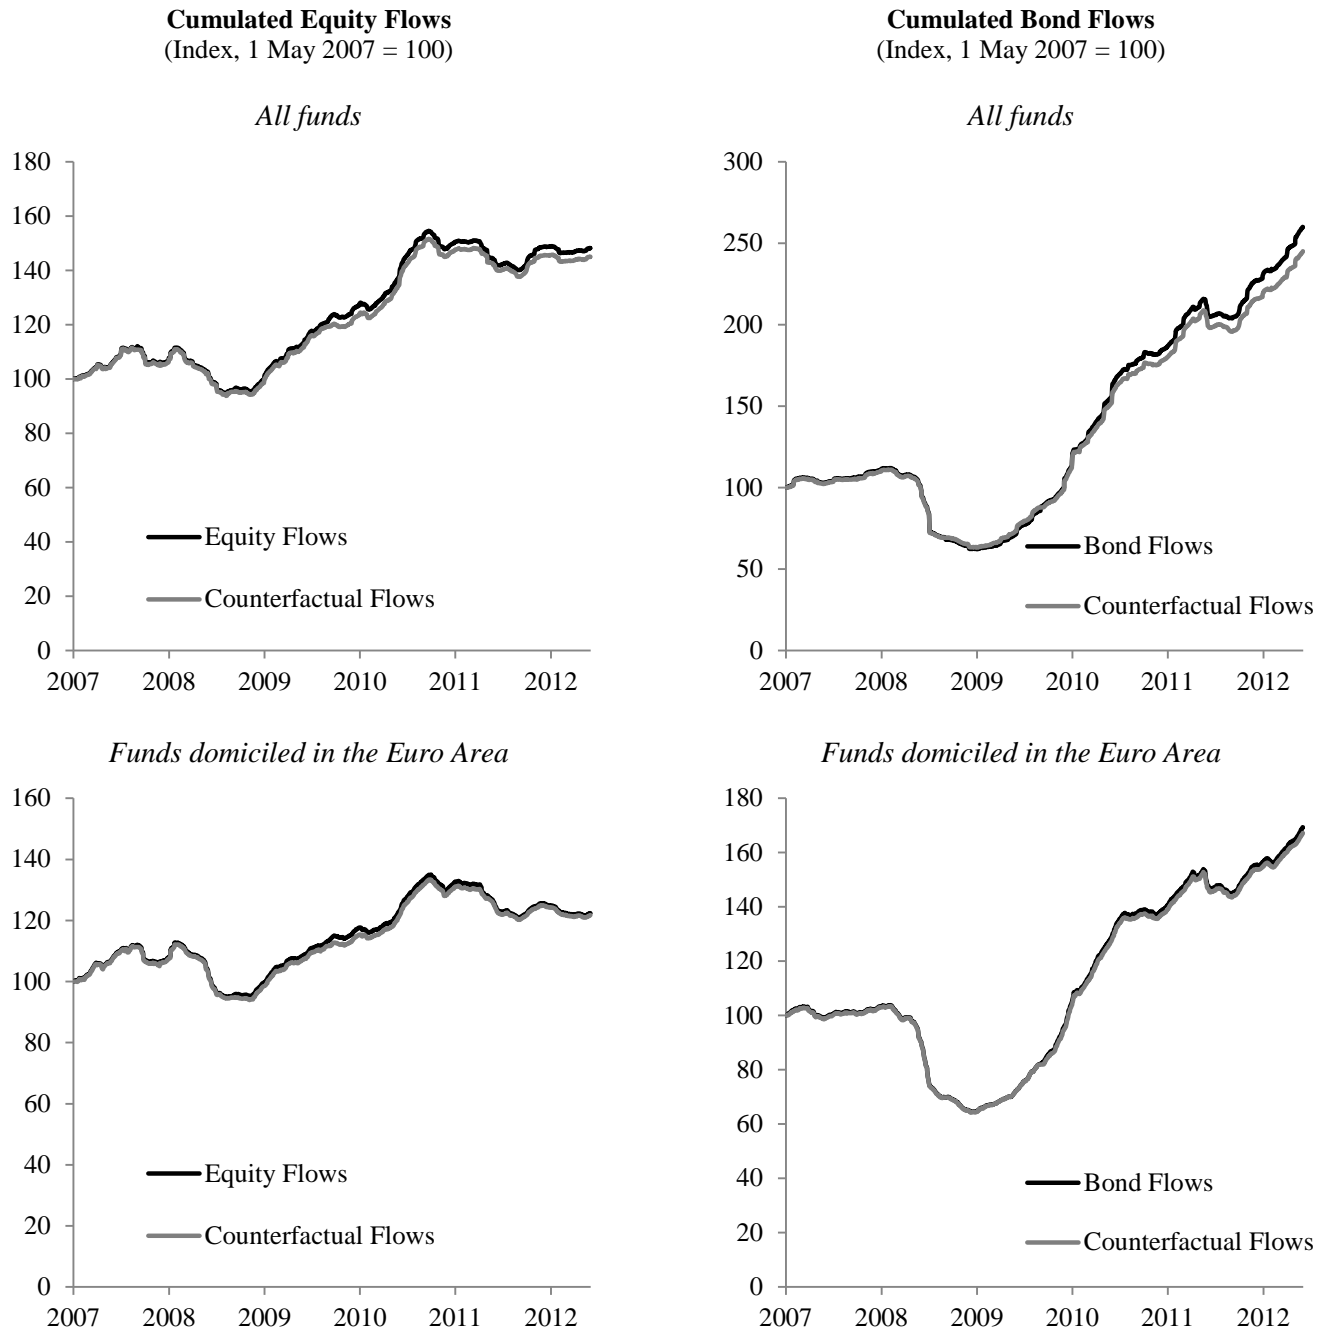 Cumulated Equity Flows
(Index, 1 May 2007 = 100)
All funds
180
160
140
120
100
80
60
40
20
0
Equity Flows
Counterfactual Flows
2007 2008 2009 2010 2011 2012
Cumulated Bond Flows
(Index, 1 May 2007 = 100)
All funds
300
250
200
150
100
50
0
Bond Flows
Counterfactual Flows
2007 2008 2009 2010 2011 2012
Funds domiciled in the Euro Area
160
140
120
100
80
60
40
20
0
Equity Flows
Counterfactual Flows
2007 2008 2009 2010 2011 2012
Funds domiciled in the Euro Area
180
160
140
120
100
80
60
40
20
0
Bond Flows
Counterfactual Flows
2007 2008 2009 2010 2011 2012